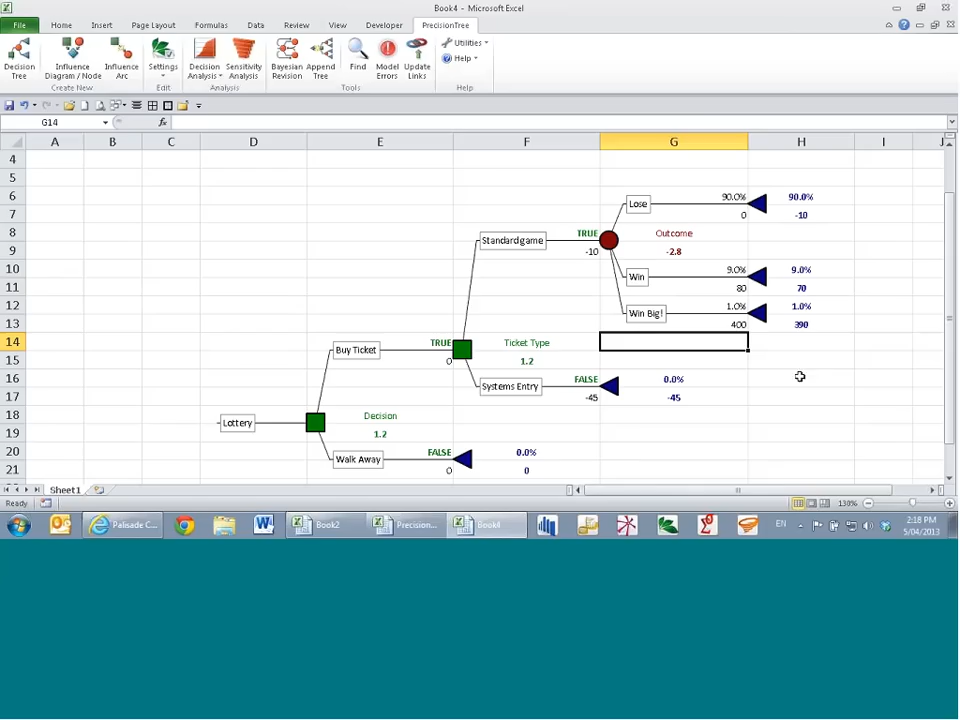 Book4 - Microsoft Excel
File Home Insert Page Layout Formulas Data Review View Developer PrecisionTree
Decision Tree
Influence Diagram / Node
Influence Arc
Settings
Decision Analysis
Sensitivity Analysis
Bayesian Revision
Append Tree
Find
Model Errors
Update Links
Utilities
Help
Create New Edit Analysis Tools Help
G14 fx
A B C D E F G H I J
4
5
6 Lose 90.0% 90.0%
7 0 -10
8 Standard game TRUE Outcome
9 -10 -2.8
10 Win 9.0% 9.0%
11 80 70
12 Win Big! 1.0% 1.0%
13 400 390
14 Buy Ticket TRUE Ticket Type
15 0 1.2
16 Systems Entry FALSE 0.0%
17 -45 -45
18 Lottery Decision
19 1.2
20 Walk Away FALSE 0.0%
21 0 0
Sheet1
Ready 130%
Palisade C... Book2 Precision... Book4 EN 2:18 PM
5/04/2013